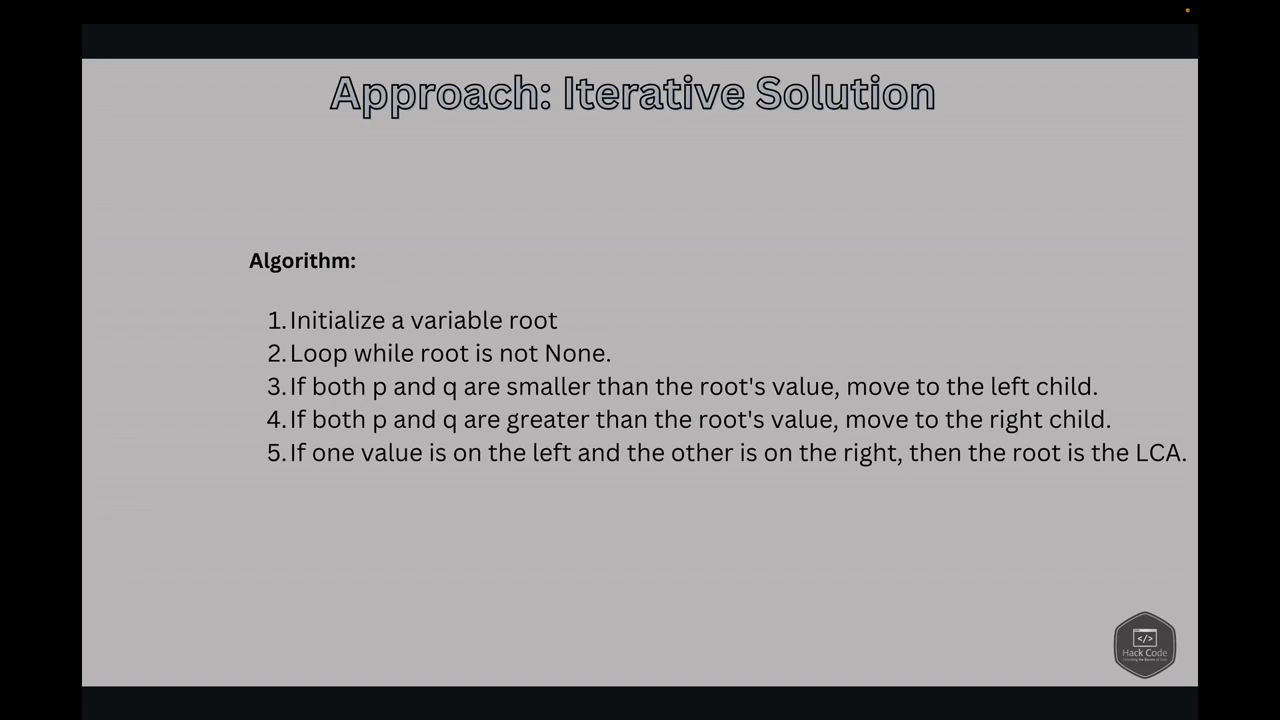 Approach: Iterative Solution
Algorithm:
1. Initialize a variable root
2. Loop while root is not None.
3. If both p and q are smaller than the root's value, move to the left child.
4. If both p and q are greater than the root's value, move to the right child.
5. If one value is on the left and the other is on the right, then the root is the LCA.
</>
Hack Code